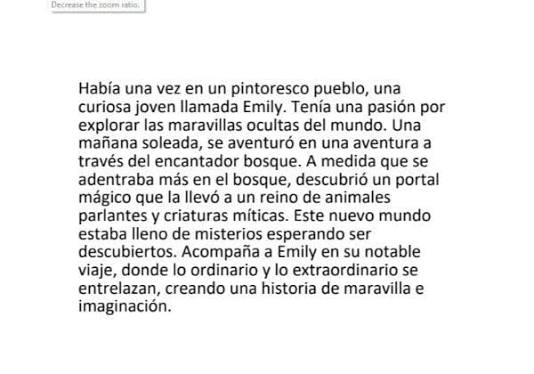 Decrease the zoom ratio.
Había una vez en un pintoresco pueblo, una
curiosa joven llamada Emily. Tenía una pasión por
explorar las maravillas ocultas del mundo. Una
mañana soleada, se aventuró en una aventura a
través del encantador bosque. A medida que se
adentraba más en el bosque, descubrió un portal
mágico que la llevó a un reino de animales
parlantes y criaturas míticas. Este nuevo mundo
estaba lleno de misterios esperando ser
descubiertos. Acompaña a Emily en su notable
viaje, donde lo ordinario y lo extraordinario se
entrelazan, creando una historia de maravilla e
imaginación.